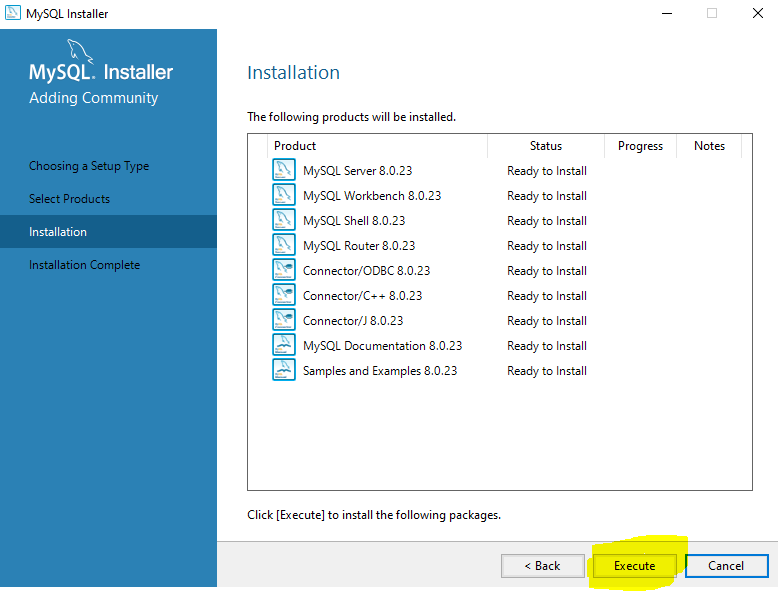 MySQL Installer
MySQL. Installer
Adding Community
Choosing a Setup Type
Select Products
Installation
Installation Complete
Installation
The following products will be installed.
Product Status Progress Notes
MySQL Server 8.0.23 Ready to Install
MySQL Workbench 8.0.23 Ready to Install
MySQL Shell 8.0.23 Ready to Install
MySQL Router 8.0.23 Ready to Install
Connector/ODBC 8.0.23 Ready to Install
Connector/C++ 8.0.23 Ready to Install
Connector/J 8.0.23 Ready to Install
MySQL Documentation 8.0.23 Ready to Install
Samples and Examples 8.0.23 Ready to Install
Click [Execute] to install the following packages.
< Back Execute Cancel